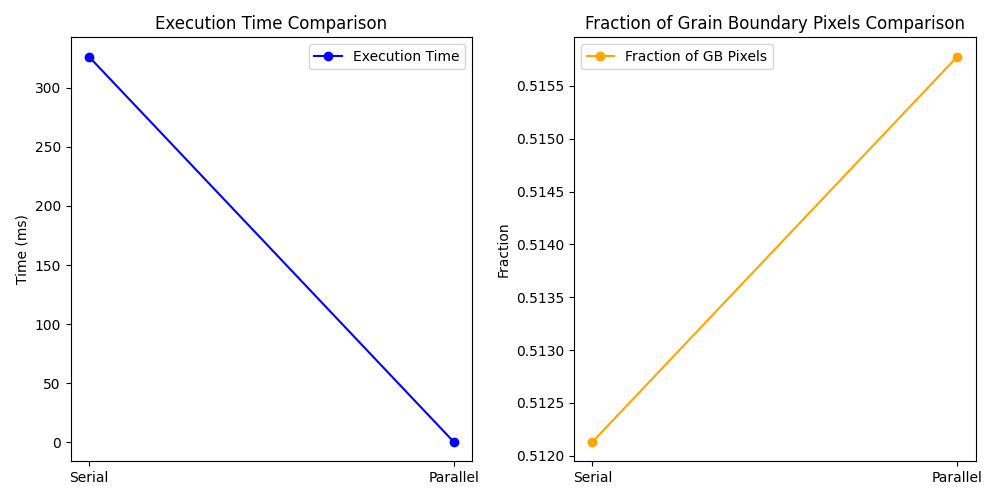 Execution Time Comparison
Execution Time
Time (ms)
300
250
200
150
100
50
0
Serial
Parallel
Fraction of Grain Boundary Pixels Comparison
Fraction of GB Pixels
Fraction
0.5155
0.5150
0.5145
0.5140
0.5135
0.5130
0.5125
0.5120
Serial
Parallel